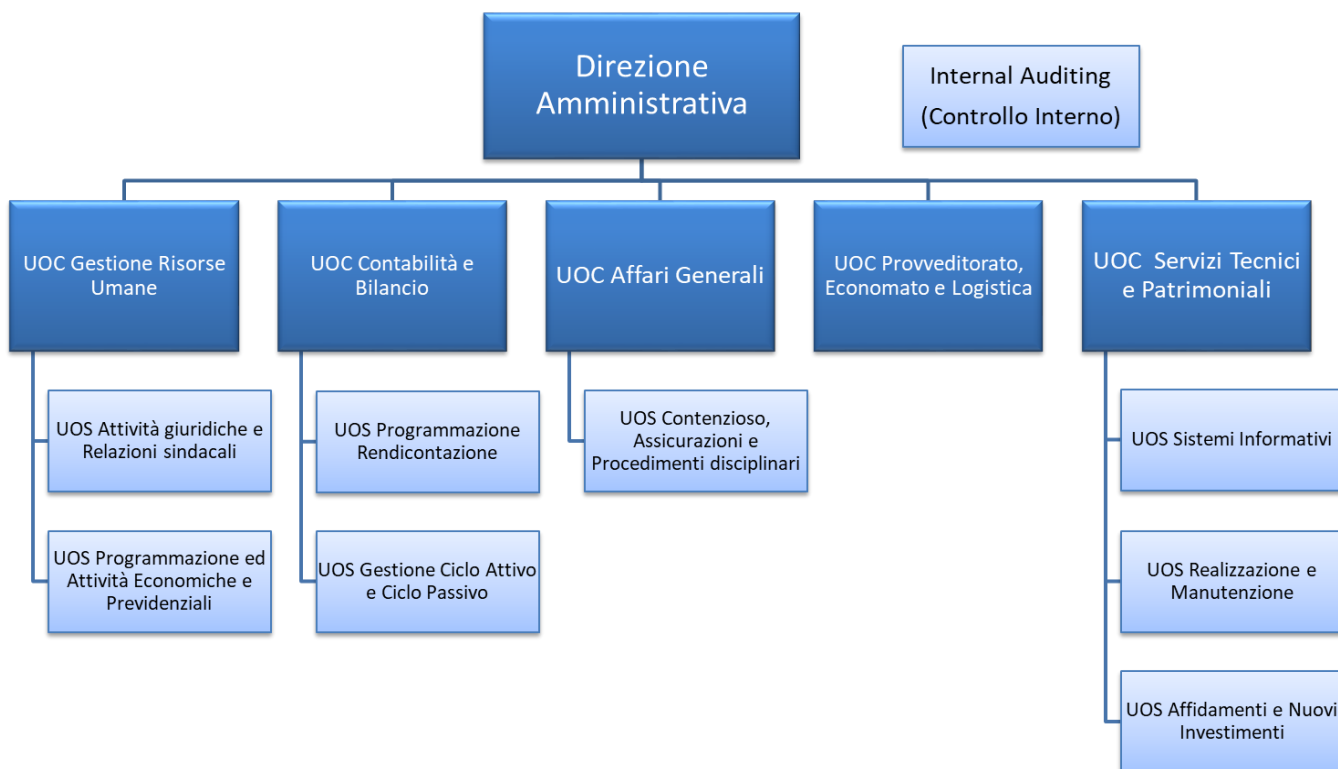 Direzione
Amministrativa
Internal Auditing
(Controllo Interno)
UOC Gestione Risorse
Umane
UOC Contabilità e
Bilancio
UOC Affari Generali
UOC Provveditorato,
Economato e Logistica
UOC Servizi Tecnici
e Patrimoniali
UOS Attività giuridiche e
Relazioni sindacali
UOS Programmazione
Rendicontazione
UOS Contenzioso,
Assicurazioni e
Procedimenti disciplinari
UOS Sistemi Informativi
UOS Programmazione ed
Attività Economiche e
Previdenziali
UOS Gestione Ciclo Attivo
e Ciclo Passivo
UOS Realizzazione e
Manutenzione
UOS Affidamenti e Nuovi
Investimenti